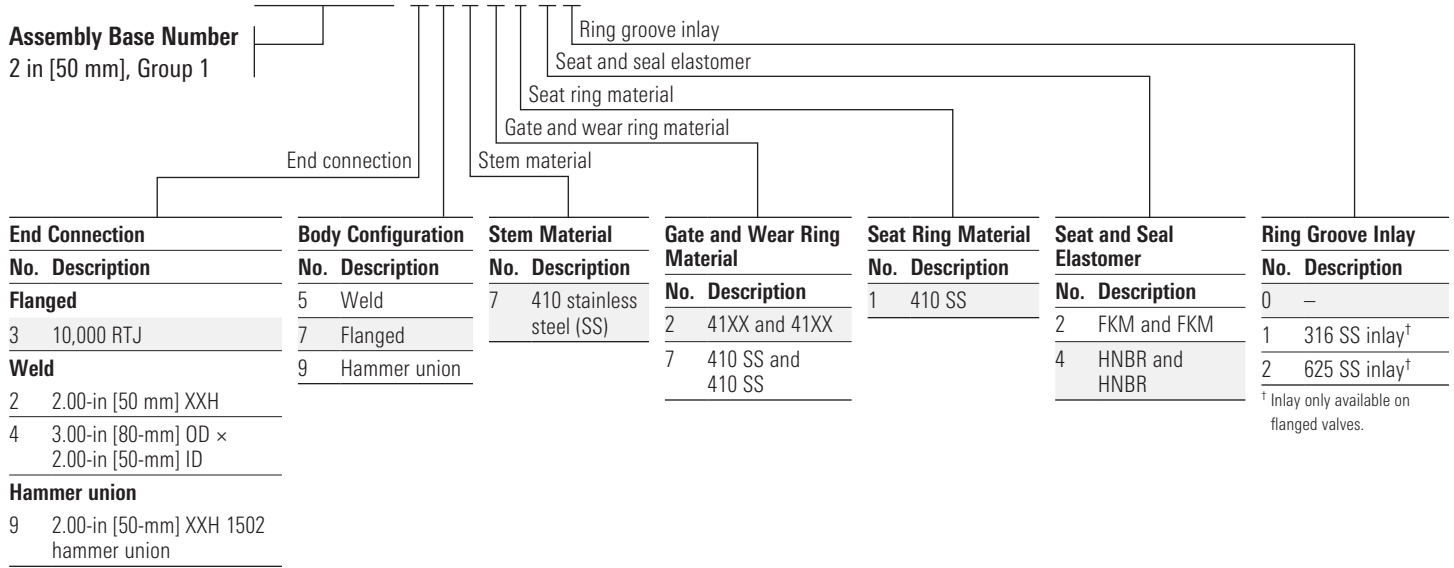 Assembly Base Number
2 in [50 mm], Group 1
Ring groove inlay
Seat and seal elastomer
Seat ring material
Gate and wear ring material
End connection
Stem material
End Connection
No. Description
Flanged
3 10,000 RTJ
Weld
2 2.00-in [50 mm] XXH
4 3.00-in [80-mm] OD ×
2.00-in [50-mm] ID
Hammer union
9 2.00-in [50-mm] XXH 1502
hammer union
Body Configuration
No. Description
5 Weld
7 Flanged
9 Hammer union
Stem Material
No. Description
7 410 stainless
steel (SS)
Gate and Wear Ring
Material
No. Description
2 41XX and 41XX
7 410 SS and
410 SS
Seat Ring Material
No. Description
1 410 SS
Seat and Seal
Elastomer
No. Description
2 FKM and FKM
4 HNBR and
HNBR
Ring Groove Inlay
No. Description
0 –
1 316 SS inlay†
2 625 SS inlay†
† Inlay only available on
flanged valves.